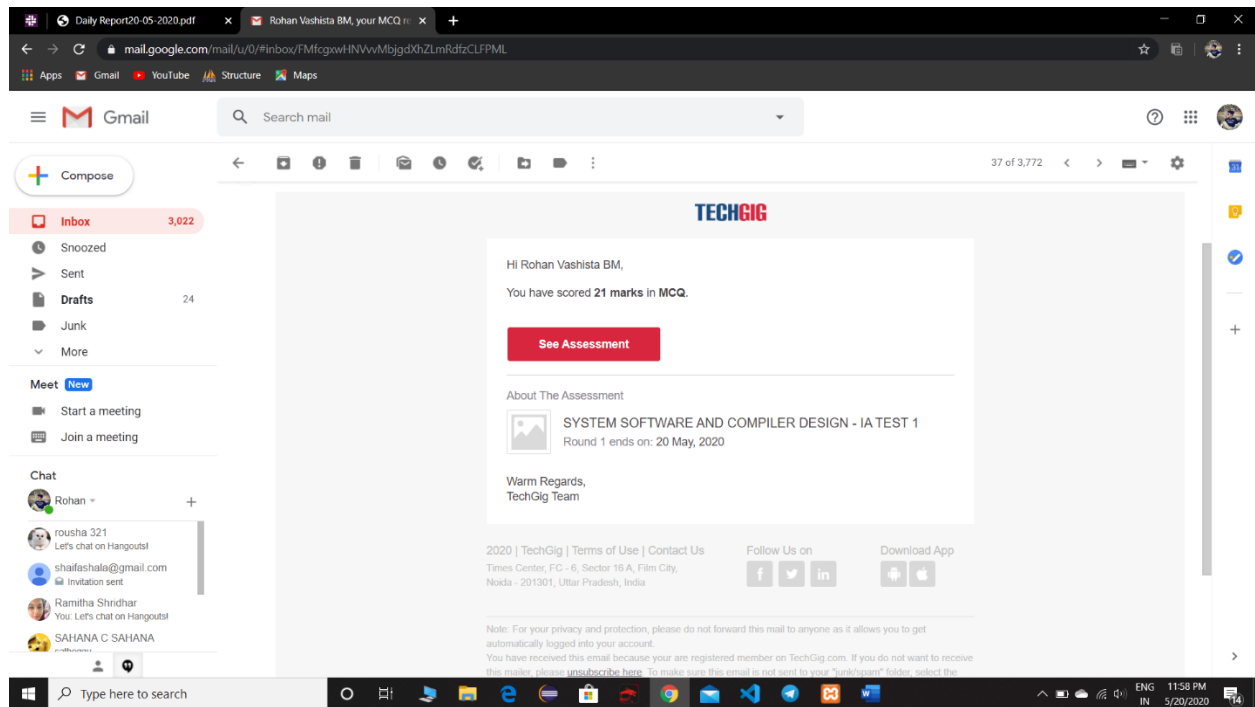 Daily Report20-05-2020.pdf
Rohan Vashista BM, your MCQ re
mail.google.com/mail/u/0/#inbox/FMfcgxwHNVvvMbjgdXhZLmRdfzCLFPML
Apps Gmail YouTube Structure Maps
Gmail
Search mail
Compose
37 of 3,772
31
Inbox 3,022
Snoozed
Sent
Drafts 24
Junk
More
Meet New
Start a meeting
Join a meeting
Chat
Rohan
rousha 321
Let's chat on Hangouts!
shaifashala@gmail.com
Invitation sent
Ramitha Shridhar
You: Let's chat on Hangouts!
SAHANA C SAHANA
TECHGIG
Hi Rohan Vashista BM,
You have scored 21 marks in MCQ.
See Assessment
About The Assessment
SYSTEM SOFTWARE AND COMPILER DESIGN - IA TEST 1
Round 1 ends on: 20 May, 2020
Warm Regards,
TechGig Team
2020 | TechGig | Terms of Use | Contact Us
Times Center, FC - 6, Sector 16 A, Film City,
Noida - 201301, Uttar Pradesh, India
Follow Us on
Download App
Note: For your privacy and protection, please do not forward this mail to anyone as it allows you to get
automatically logged into your account.
You have received this email because your are registered member on TechGig.com. If you do not want to receive
this mailer, please unsubscribe here. To make sure this email is not sent to your "junk/spam" folder, select the
Type here to search
ENG
IN
11:58 PM
5/20/2020
14